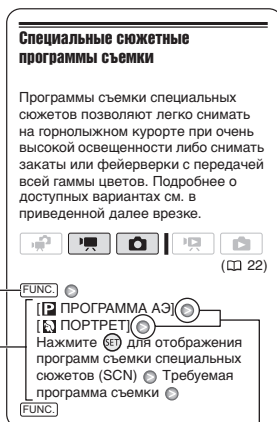 Специальные сюжетные
программы съемки
Программы съемки специальных
сюжетов позволяют легко снимать
на горнолыжном курорте при очень
высокой освещенности либо снимать
закаты или фейерверки с передачей
всей гаммы цветов. Подробнее о
доступных вариантах см. в
приведенной далее врезке.
(📖 22)
FUNC.
[P ПРОГРАММА АЭ]
[ПОРТРЕТ]
Нажмите SET для отображения
программ съемки специальных
сюжетов (SCN) Требуемая
программа съемки
FUNC.